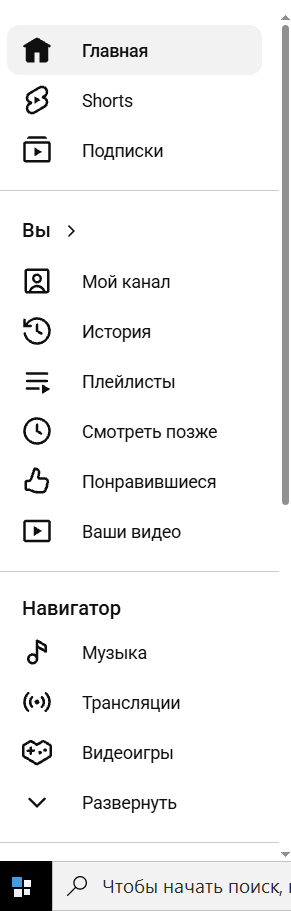 Главная
Shorts
Подписки
Вы
Мой канал
История
Плейлисты
Смотреть позже
Понравившиеся
Ваши видео
Навигатор
Музыка
Трансляции
Видеоигры
Развернуть
Чтобы начать поиск,